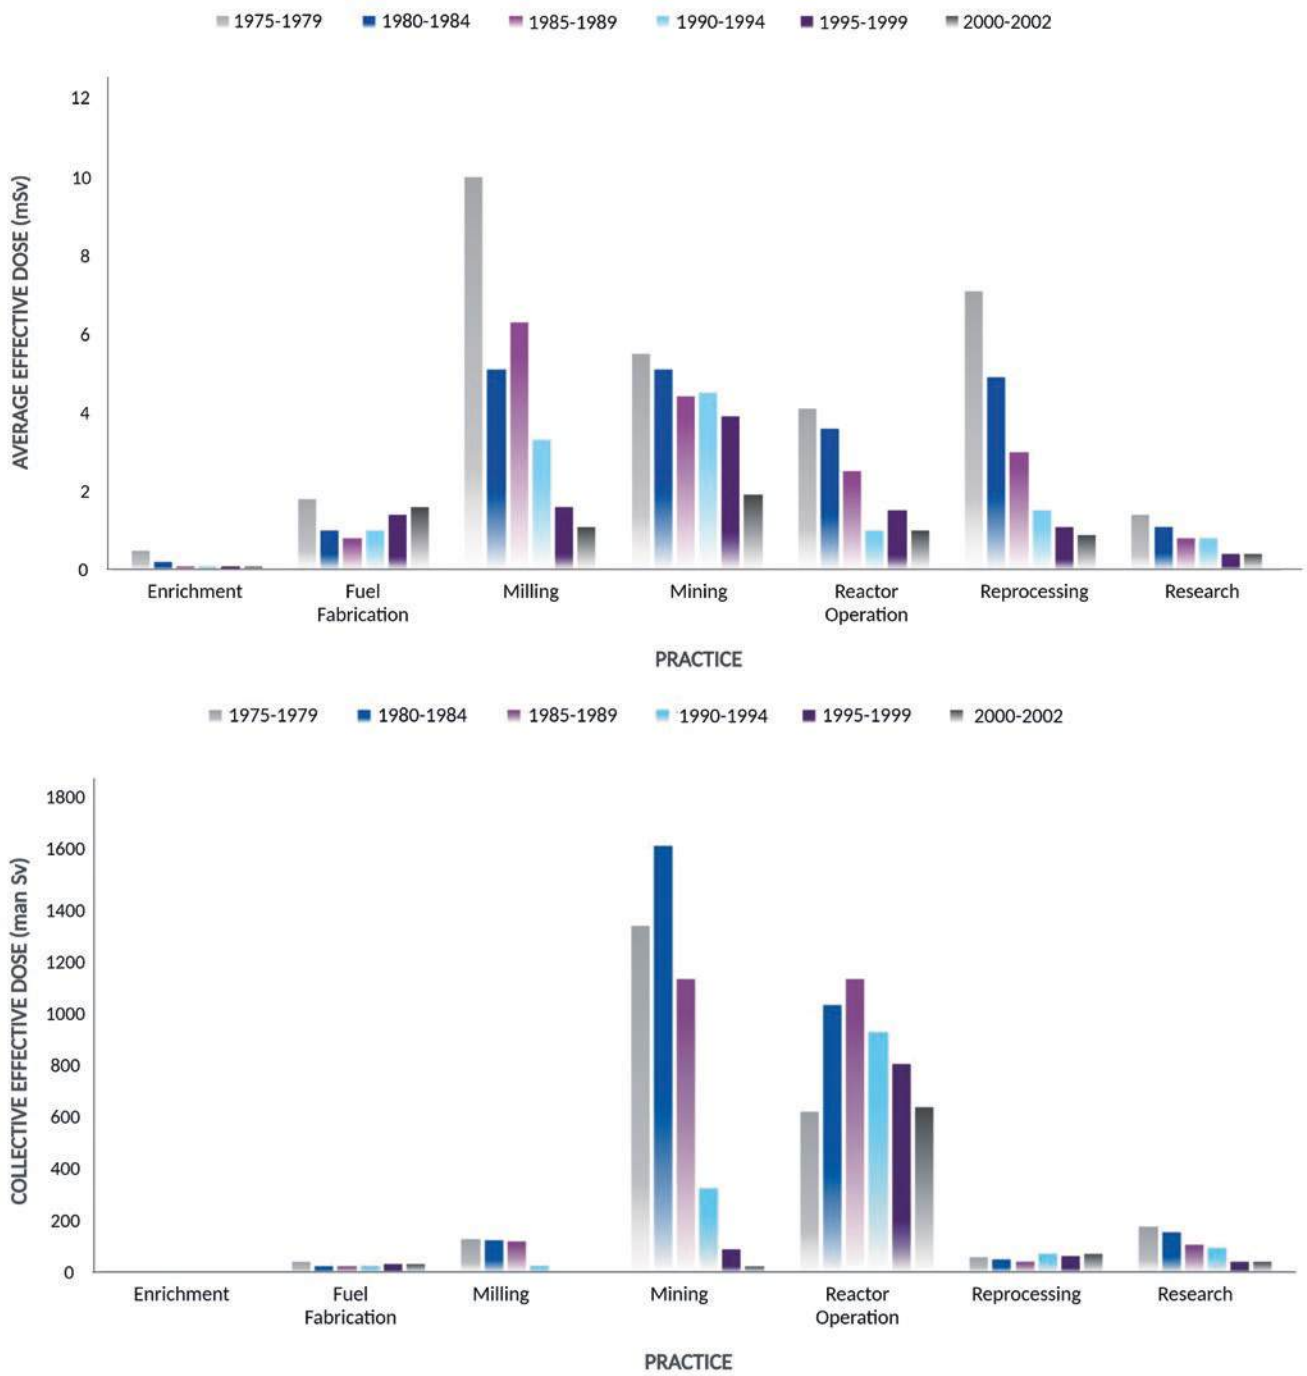 1975-1979 1980-1984 1985-1989 1990-1994 1995-1999 2000-2002
AVERAGE EFFECTIVE DOSE (mSv)
12
10
8
6
4
2
0
Enrichment Fuel Milling Mining Reactor Reprocessing Research
Fabrication Operation
PRACTICE
1975-1979 1980-1984 1985-1989 1990-1994 1995-1999 2000-2002
COLLECTIVE EFFECTIVE DOSE (man Sv)
1800
1600
1400
1200
1000
800
600
400
200
0
Enrichment Fuel Milling Mining Reactor Reprocessing Research
Fabrication Operation
PRACTICE